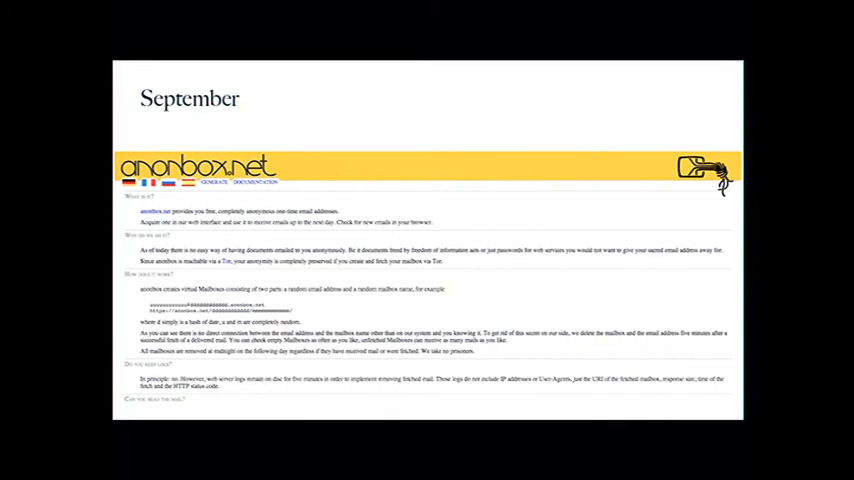 September
anonbox.net
GENERATE DOCUMENTATION
WHAT IS IT?
anonbox.net provides you free, completely anonymous one-time email addresses.
Acquire one in our web interface and use it to receive emails up to the next day. Check for new emails in your browser.
WHY DO WE DO IT?
As of today there is no easy way of having documents emailed to you anonymously. Be it documents freed by freedom of information acts or just passwords for web services you would not want to give your sacred email address away for.
Since anonbox is reachable via a Tor, your anonymity is completely preserved if you create and fetch your mailbox via Tor.
HOW DOES IT WORK?
anonbox creates virtual Mailboxes consisting of two parts: a random email address and a random mailbox name, for example
where d simply is a hash of date, u and m are completely random.
As you can see there is no direct connection between the email address and the mailbox name other than on our system and you knowing it. To get rid of this secret on our side, we delete the mailbox and the email address five minutes after a
successful fetch of a delivered mail. You can check empty Mailboxes as often as you like, unfetched Mailboxes can receive as many mails as you like.
All mailboxes are removed at midnight on the following day regardless if they have received mail or were fetched. We take no prisoners.
DO YOU KEEP LOGS?
In principle: no. However, web server logs remain on disc for five minutes in order to implement removing fetched mail. Those logs do not include IP addresses or User-Agents, just the URI of the fetched mailbox, response size, time of the
fetch and the HTTP status code.
CAN YOU READ THE MAIL?